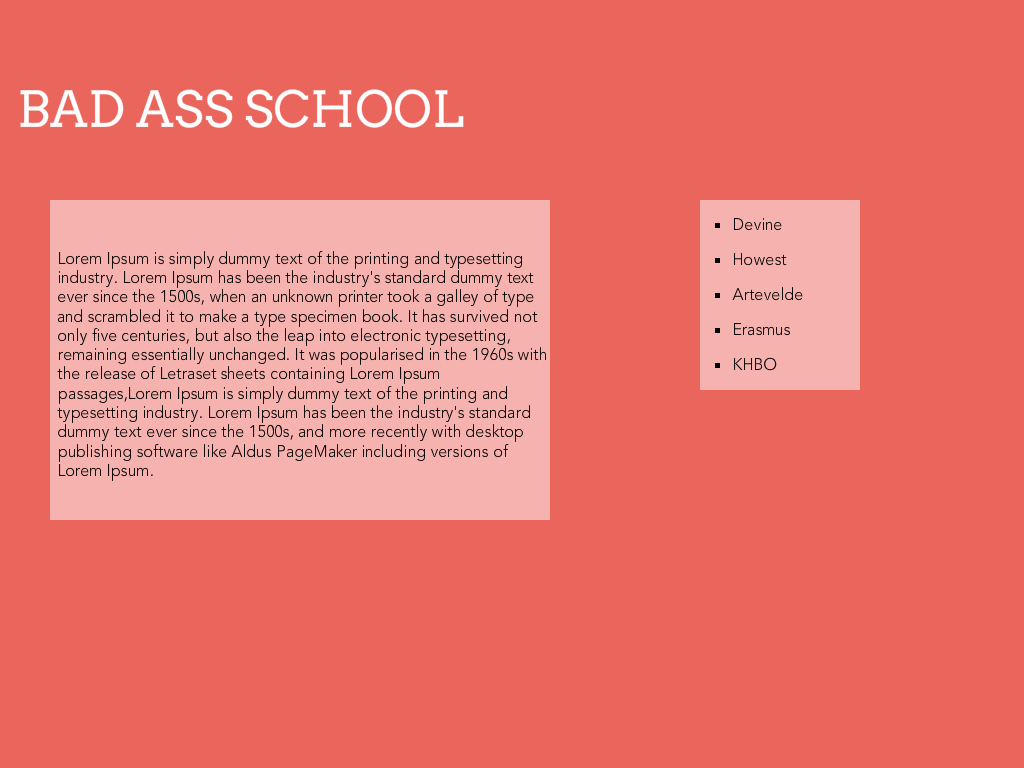 BAD ASS SCHOOL
Lorem Ipsum is simply dummy text of the printing and typesetting
industry. Lorem Ipsum has been the industry's standard dummy text
ever since the 1500s, when an unknown printer took a galley of type
and scrambled it to make a type specimen book. It has survived not
only five centuries, but also the leap into electronic typesetting,
remaining essentially unchanged. It was popularised in the 1960s with
the release of Letraset sheets containing Lorem Ipsum
passages,Lorem Ipsum is simply dummy text of the printing and
typesetting industry. Lorem Ipsum has been the industry's standard
dummy text ever since the 1500s, and more recently with desktop
publishing software like Aldus PageMaker including versions of
Lorem Ipsum.
▪ Devine
▪ Howest
▪ Artevelde
▪ Erasmus
▪ KHBO